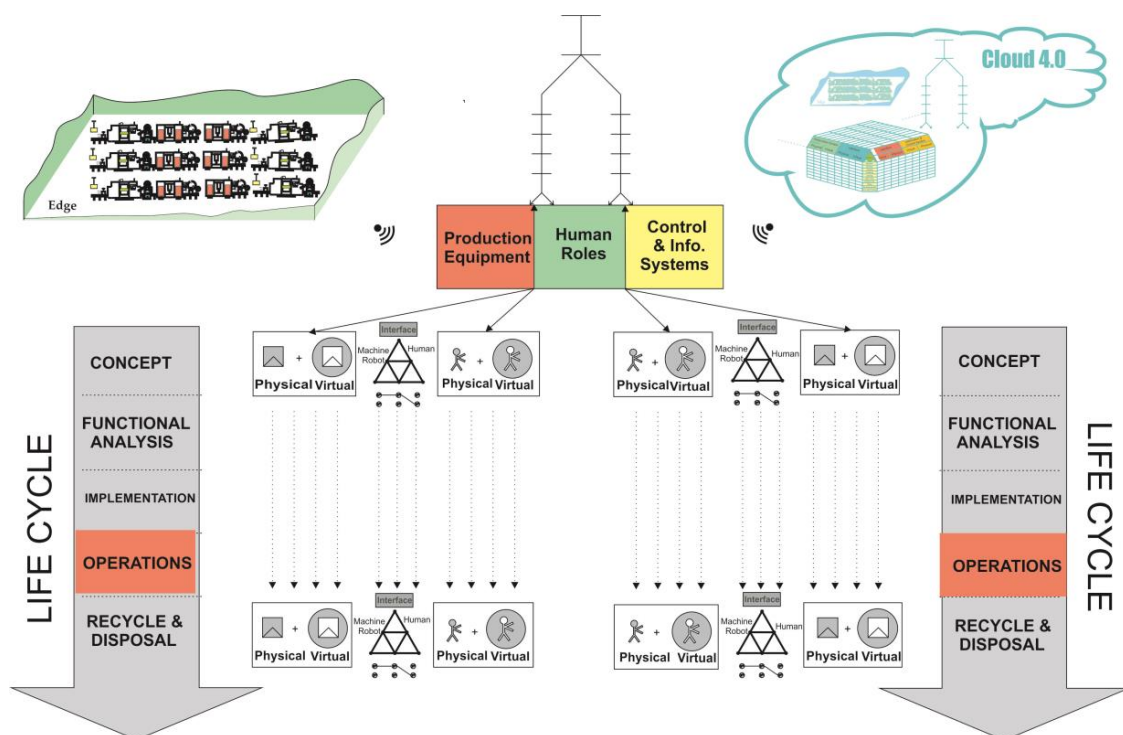 Cloud 4.0
Edge
Production
Equipment
Human
Roles
Control
& Info.
Systems
LIFE CYCLE
CONCEPT
FUNCTIONAL
ANALYSIS
IMPLEMENTATION
OPERATIONS
RECYCLE &
DISPOSAL
+
Physical Virtual
Interface
Machine
Robot
Human
+
Physical Virtual
+
Physical Virtual
Interface
Machine
Robot
Human
+
Physical Virtual
+
Physical Virtual
Interface
Machine
Robot
Human
+
Physical Virtual
+
Physical Virtual
Interface
Machine
Robot
Human
+
Physical Virtual
CONCEPT
FUNCTIONAL
ANALYSIS
IMPLEMENTATION
OPERATIONS
RECYCLE &
DISPOSAL
LIFE CYCLE